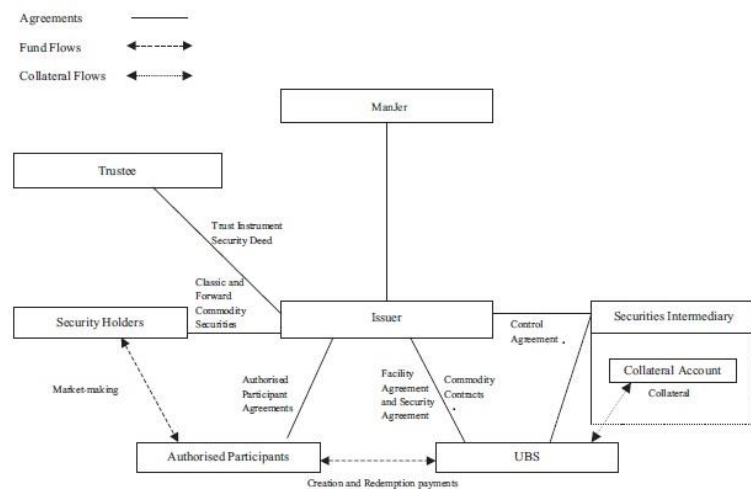 Agreements
Fund Flows
Collateral Flows
ManJer
Trustee
Trust Instrument
Security Deed
Classic and
Forward
Commodity
Securities
Security Holders
Issuer
Control
Agreement
Securities Intermediary
Collateral Account
Collateral
Market-making
Authorised
Participant
Agreements
Facility
Agreement
and Security
Agreement
Commodity
Contracts
Authorised Participants
UBS
Creation and Redemption payments